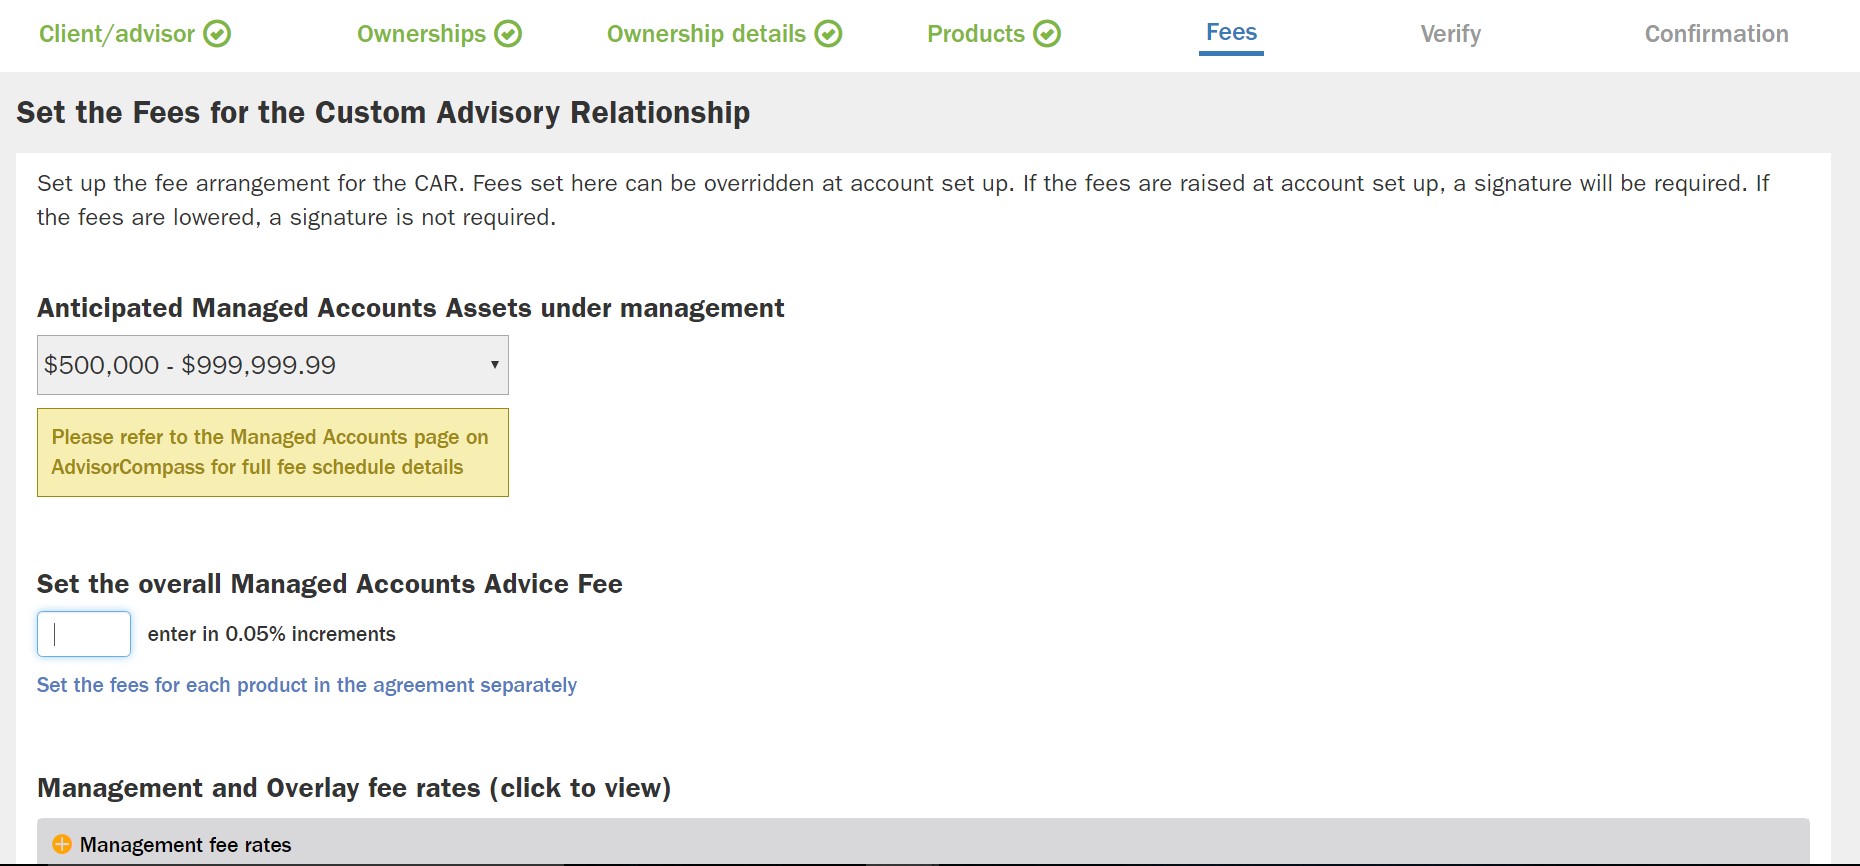 Client/advisor
Ownerships
Ownership details
Products
Fees
Verify
Confirmation
Set the Fees for the Custom Advisory Relationship
Set up the fee arrangement for the CAR. Fees set here can be overridden at account set up. If the fees are raised at account set up, a signature will be required. If
the fees are lowered, a signature is not required.
Anticipated Managed Accounts Assets under management
$500,000 - $999,999.99
Please refer to the Managed Accounts page on
AdvisorCompass for full fee schedule details
Set the overall Managed Accounts Advice Fee
enter in 0.05% increments
Set the fees for each product in the agreement separately
Management and Overlay fee rates (click to view)
Management fee rates